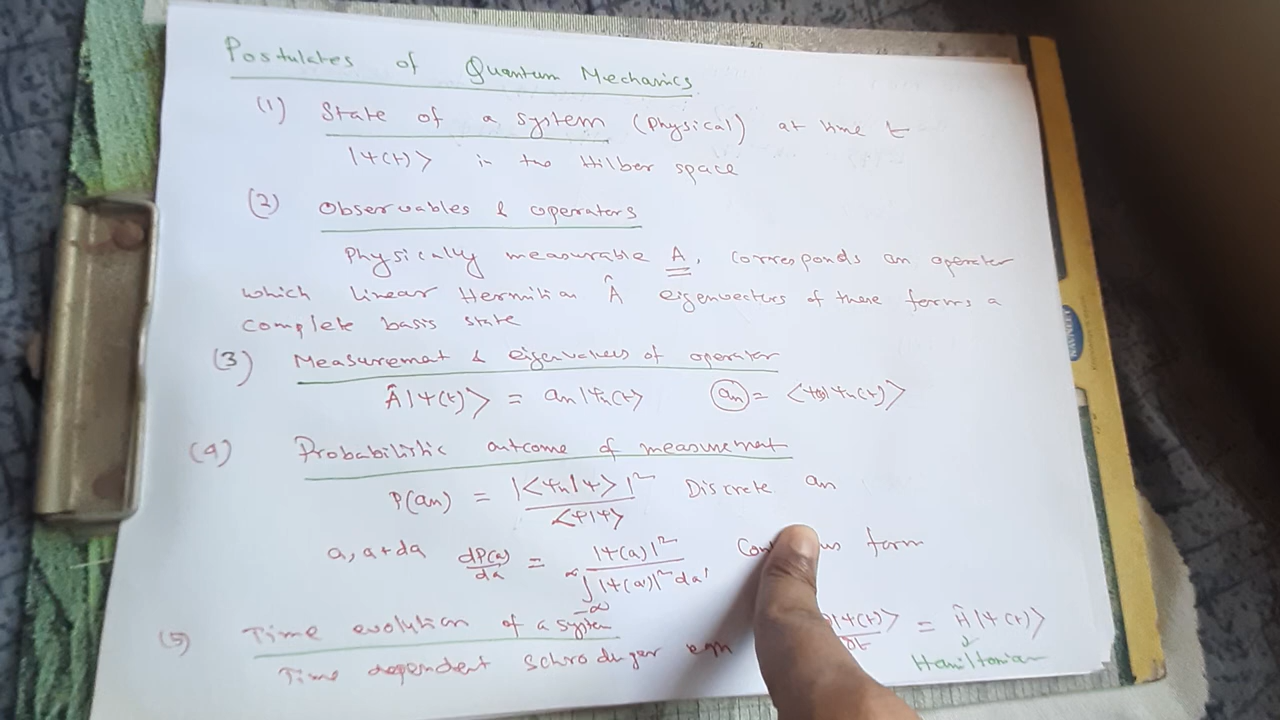 Postulates of Quantum Mechanics
(1) State of a system (Physical) at time t
|Ψ(t)> in the Hilber space
(2) Observables & operators
Physically measurable A, corresponds an operator
which linear Hermitian Â eigenvectors of these forms a
complete basis state
(3) Measurement & eigenvalues of operator
Â|Ψ(t)> = an|Ψn(t)> an = <Ψn(t)>
(4) Probabilistic outcome of measurement
P(an) = |<Ψn|Ψ>|² / <Ψ|Ψ> Discrete an
a, a+da dP(a)/da = |Ψ(a)|² / ∫|Ψ(a')|² da' form
(5) Time evolution of a system
Time dependent Schrodinger eqn |Ψ(t)> = Ĥ|Ψ(t)>
Hamiltonian
NAVNEET